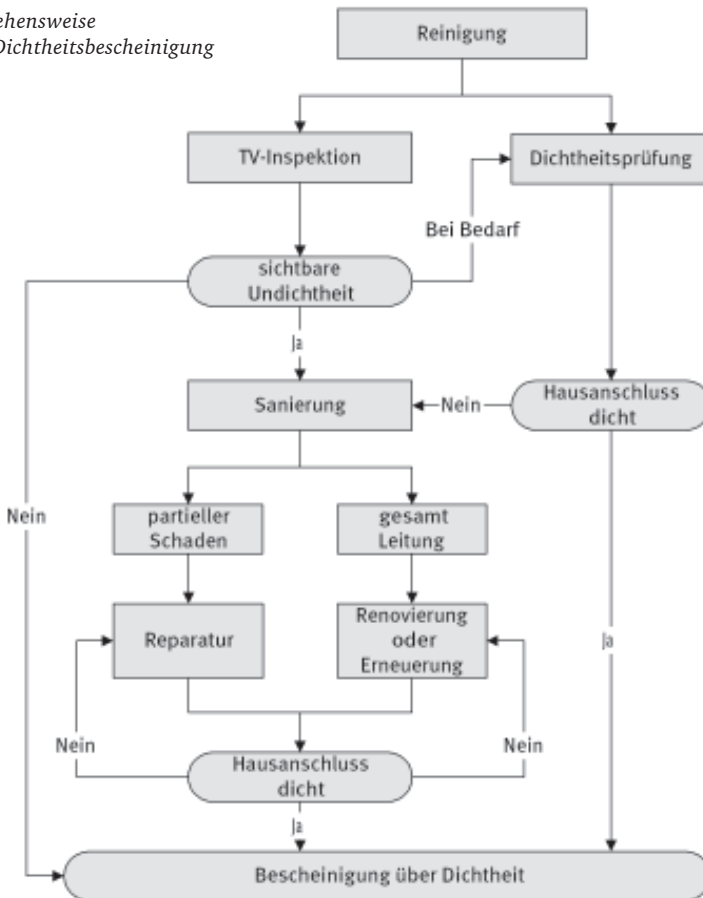 ehensweise
Dichtheitsbescheinigung
Reinigung
TV-Inspektion
Dichtheitsprüfung
Bei Bedarf
sichtbare
Undichtheit
Ja
Sanierung
Nein
Hausanschluss
dicht
Nein
partieller
Schaden
gesamt
Leitung
Reparatur
Renovierung
oder
Erneuerung
Ja
Nein
Nein
Hausanschluss
dicht
Ja
Bescheinigung über Dichtheit